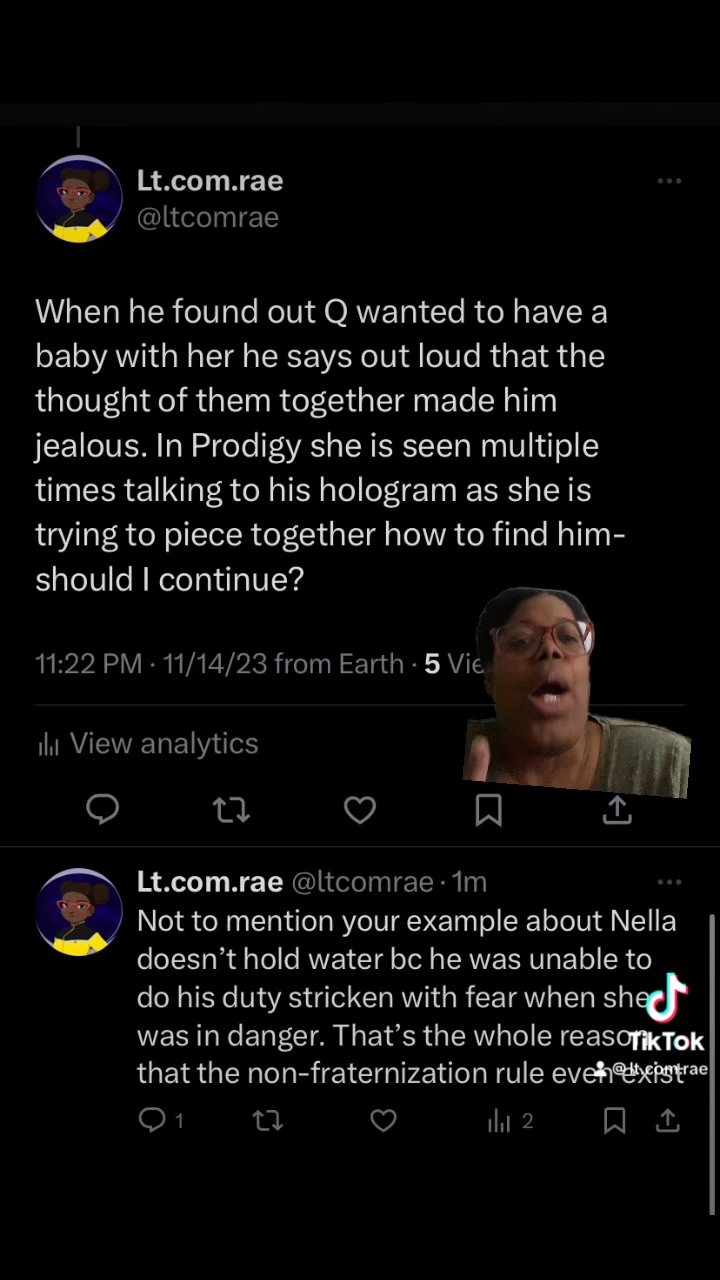 Lt.com.rae
@ltcomrae
When he found out Q wanted to have a
baby with her he says out loud that the
thought of them together made him
jealous. In Prodigy she is seen multiple
times talking to his hologram as she is
trying to piece together how to find him-
should I continue?
11:22 PM · 11/14/23 from Earth · 5
View analytics
Lt.com.rae @ltcomrae · 1m
Not to mention your example about Nella
doesn’t hold water bc he was unable to
do his duty stricken with fear when she
was in danger. That’s the whole reason
TikTok
that the non-fraternization rule even exist
@lt.com.rae
1 2